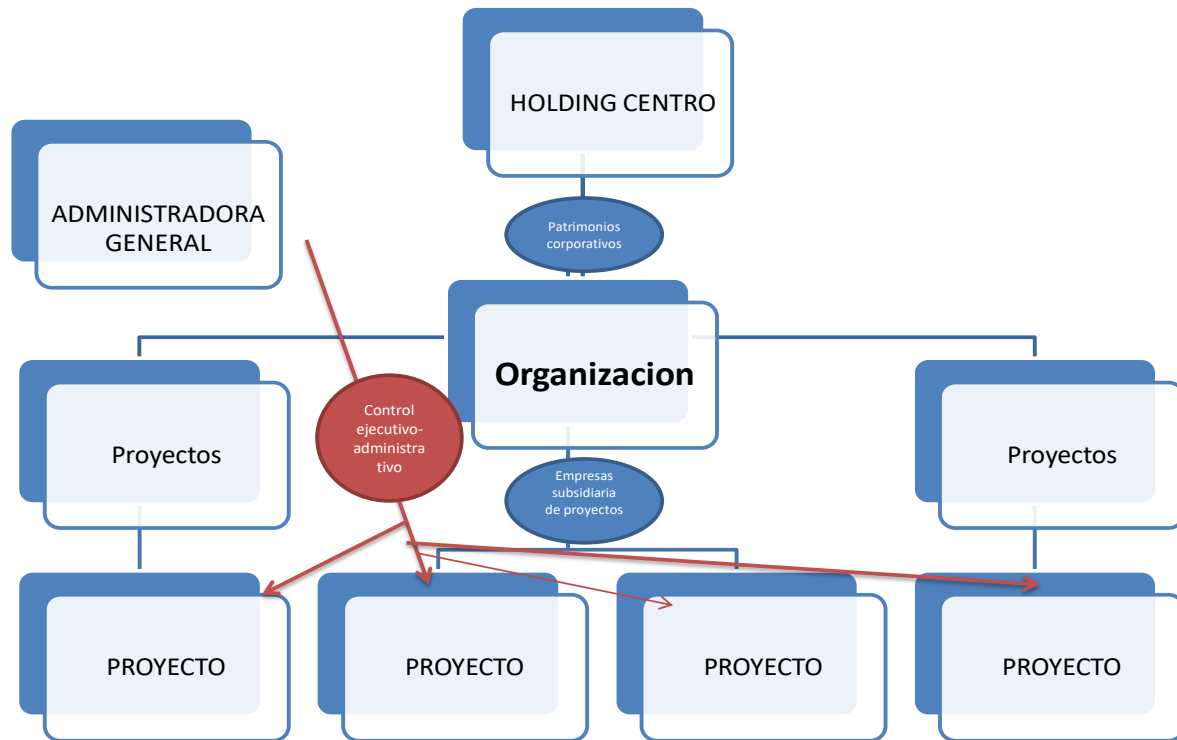 HOLDING CENTRO
ADMINISTRADORA
GENERAL
Patrimonios
corporativos
Organizacion
Proyectos
Control
ejecutivo-
administra
tivo
Empresas
subsidiaria
de proyectos
Proyectos
PROYECTO
PROYECTO
PROYECTO
PROYECTO